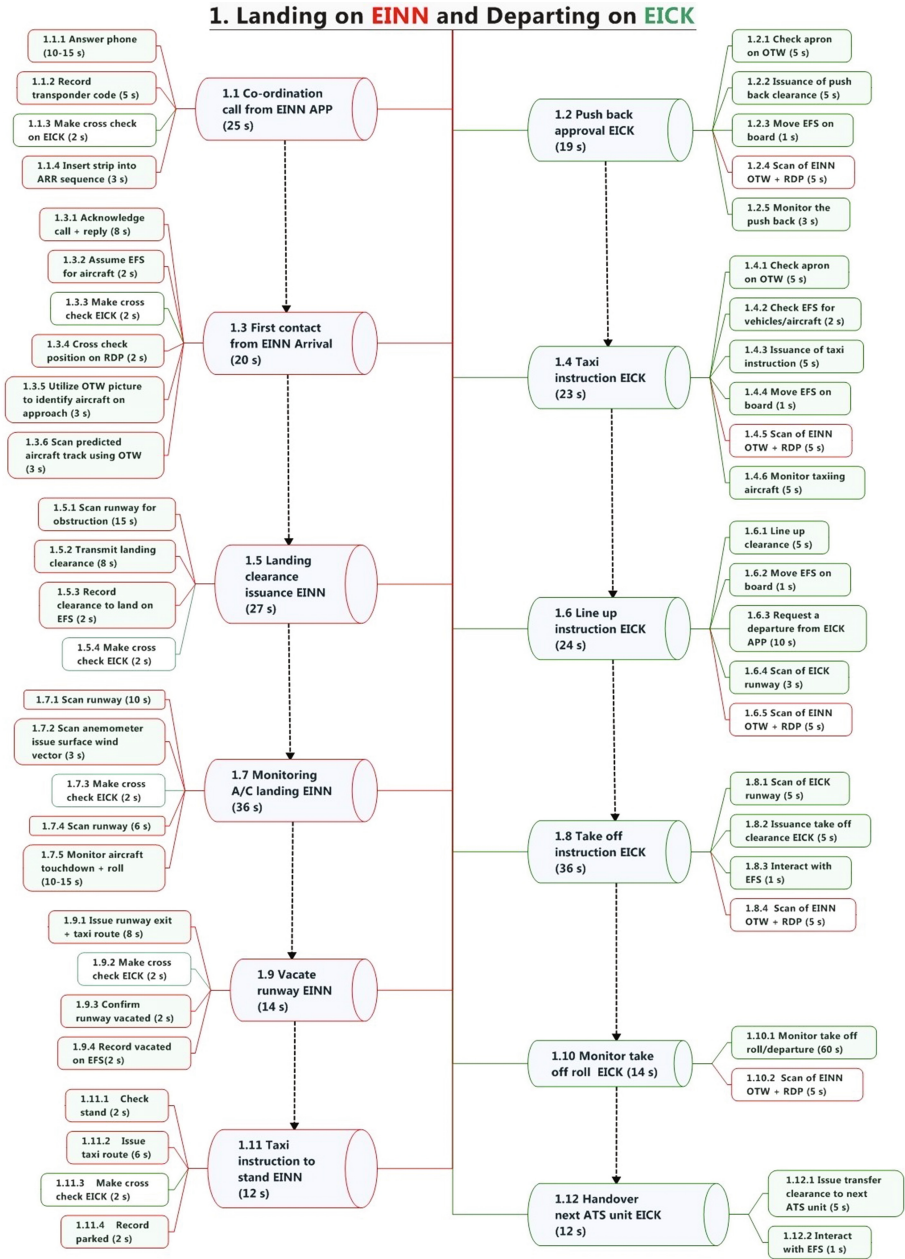 1. Landing on EINN and Departing on EICK
1.1.1 Answer phone
(10-15 s)
1.1.2 Record
transponder code (5 s)
1.1.3 Make cross check
on EICK (2 s)
1.1.4 Insert strip into
ARR sequence (3 s)
1.1 Co-ordination
call from EINN APP
(25 s)
1.2 Push back
approval EICK
(19 s)
1.2.1 Check apron
on OTW (5 s)
1.2.2 Issuance of push
back clearance (5 s)
1.2.3 Move EFS on
board (1 s)
1.2.4 Scan of EINN
OTW + RDP (5 s)
1.2.5 Monitor the
push back (3 s)
1.3.1 Acknowledge
call + reply (8 s)
1.3.2 Assume EFS
for aircraft (2 s)
1.3.3 Make cross
check EICK (2 s)
1.3.4 Cross check
position on RDP (2 s)
1.3.5 Utilize OTW picture
to identify aircraft on
approach (3 s)
1.3.6 Scan predicted
aircraft track using OTW
(3 s)
1.3 First contact
from EINN Arrival
(20 s)
1.4 Taxi
instruction EICK
(23 s)
1.4.1 Check apron
on OTW (5 s)
1.4.2 Check EFS for
vehicles/aircraft (2 s)
1.4.3 Issuance of taxi
instruction (5 s)
1.4.4 Move EFS on
board (1 s)
1.4.5 Scan of EINN
OTW + RDP (5 s)
1.4.6 Monitor taxiing
aircraft (5 s)
1.5.1 Scan runway for
obstruction (15 s)
1.5.2 Transmit landing
clearance (8 s)
1.5.3 Record
clearance to land on
EFS (2 s)
1.5.4 Make cross
check EICK (2 s)
1.5 Landing
clearance
issuance EINN
(27 s)
1.6 Line up
instruction EICK
(24 s)
1.6.1 Line up
clearance (5 s)
1.6.2 Move EFS on
board (1 s)
1.6.3 Request a
departure from EICK
APP (10 s)
1.6.4 Scan of EICK
runway (3 s)
1.6.5 Scan of EINN
OTW + RDP (5 s)
1.7.1 Scan runway (10 s)
1.7.2 Scan anemometer
issue surface wind
vector (3 s)
1.7.3 Make cross
check EICK (2 s)
1.7.4 Scan runway (6 s)
1.7.5 Monitor aircraft
touchdown + roll
(10-15 s)
1.7 Monitoring
A/C landing EINN
(36 s)
1.8 Take off
instruction EICK
(36 s)
1.8.1 Scan of EICK
runway (5 s)
1.8.2 Issuance take off
clearance EICK (5 s)
1.8.3 Interact with
EFS (1 s)
1.8.4 Scan of EINN
OTW + RDP (5 s)
1.9.1 Issue runway exit
+ taxi route (8 s)
1.9.2 Make cross
check EICK (2 s)
1.9.3 Confirm
runway vacated (2 s)
1.9.4 Record vacated
on EFS(2 s)
1.9 Vacate
runway EINN
(14 s)
1.10 Monitor take
off roll EICK (14 s)
1.10.1 Monitor take off
roll/departure (60 s)
1.10.2 Scan of EINN
OTW + RDP (5 s)
1.11.1 Check
stand (2 s)
1.11.2 Issue
taxi route (6 s)
1.11.3 Make cross
check EICK (2 s)
1.11.4 Record
parked (2 s)
1.11 Taxi
instruction to
stand EINN
(12 s)
1.12 Handover
next ATS unit EICK
(12 s)
1.12.1 Issue transfer
clearance to next
ATS unit (5 s)
1.12.2 Interact
with EFS (1 s)